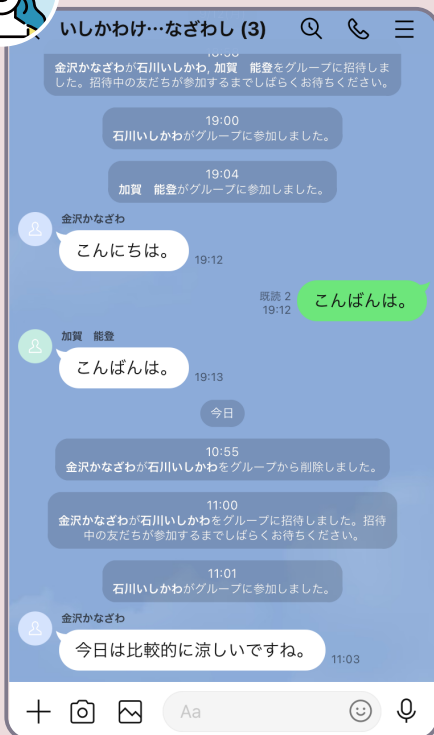 いしかわけ…なざわし (3)
金沢かなざわが石川いしかわ, 加賀　能登をグループに招待しま
した。招待中の友だちが参加するまでしばらくお待ちください。
19:00
石川いしかわがグループに参加しました。
19:04
加賀　能登がグループに参加しました。
金沢かなざわ
こんにちは。
19:12
既読 2
19:12
こんばんは。
加賀　能登
こんばんは。
19:13
今日
10:55
金沢かなざわが石川いしかわをグループから削除しました。
11:00
金沢かなざわが石川いしかわをグループに招待しました。招待
中の友だちが参加するまでしばらくお待ちください。
11:01
石川いしかわがグループに参加しました。
金沢かなざわ
今日は比較的に涼しいですね。
11:03
Aa